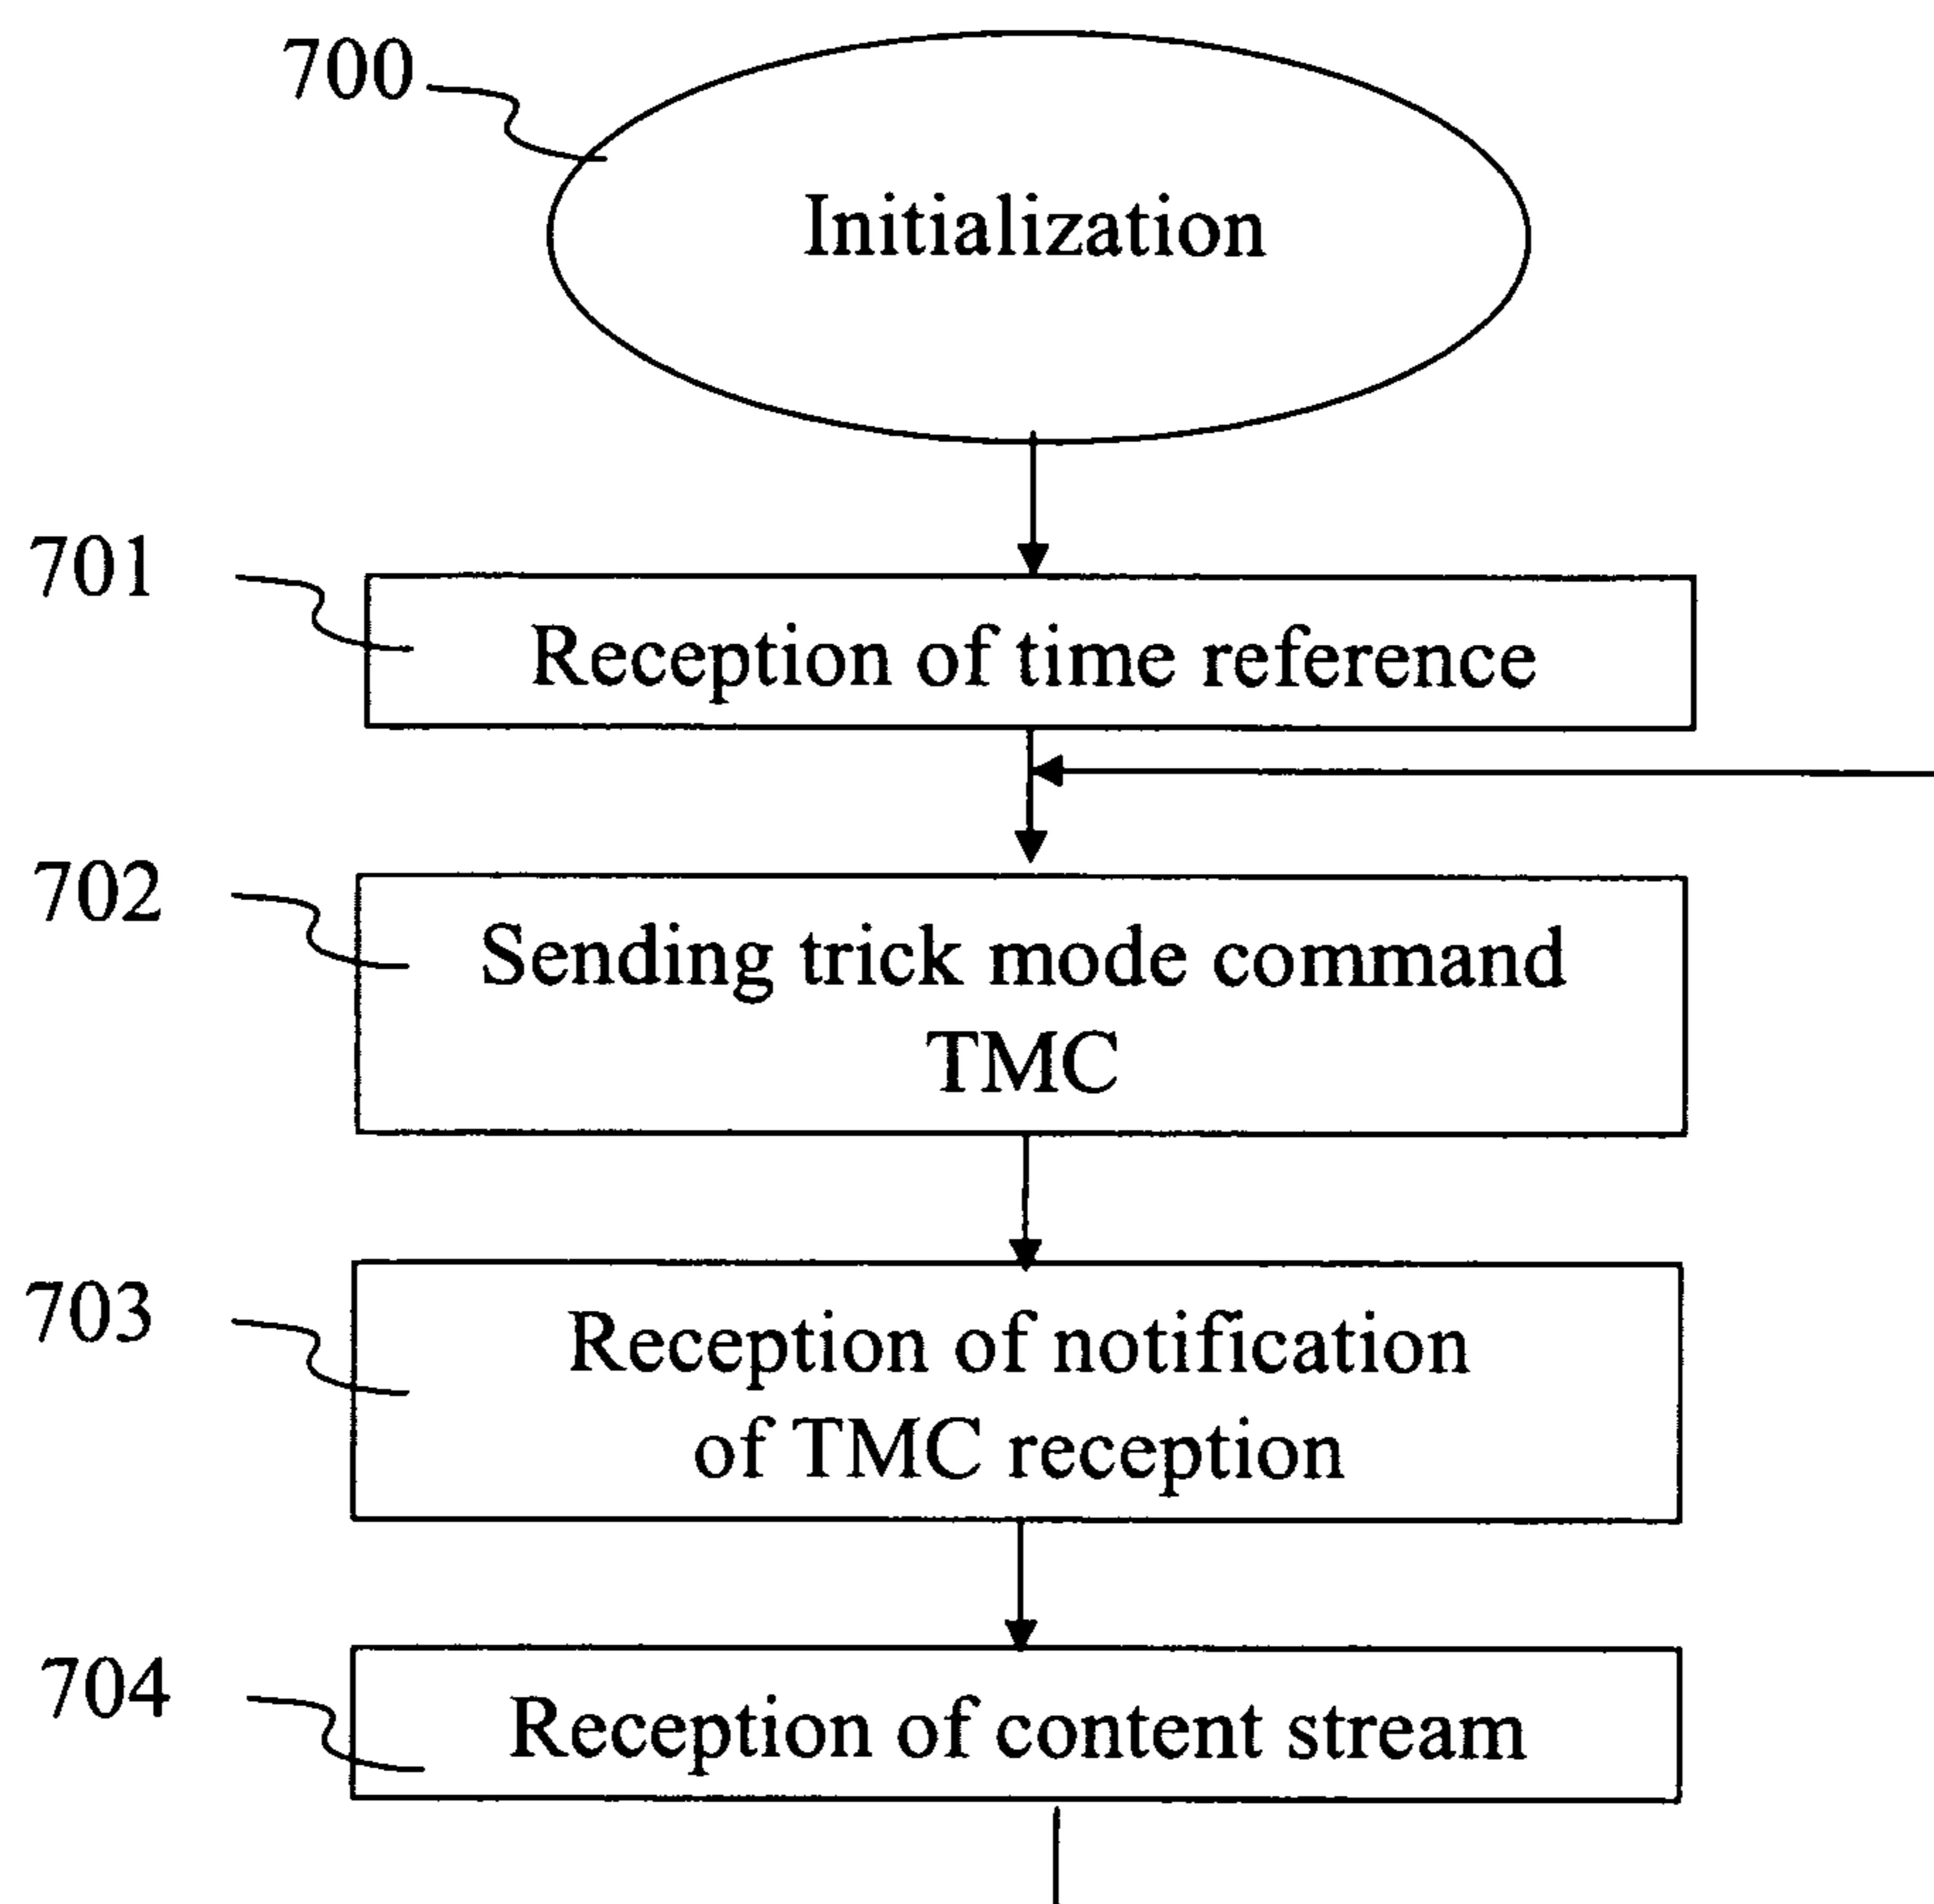 700
Initialization
701
Reception of time reference
702
Sending trick mode command
TMC
703
Reception of notification
of TMC reception
704
Reception of content stream